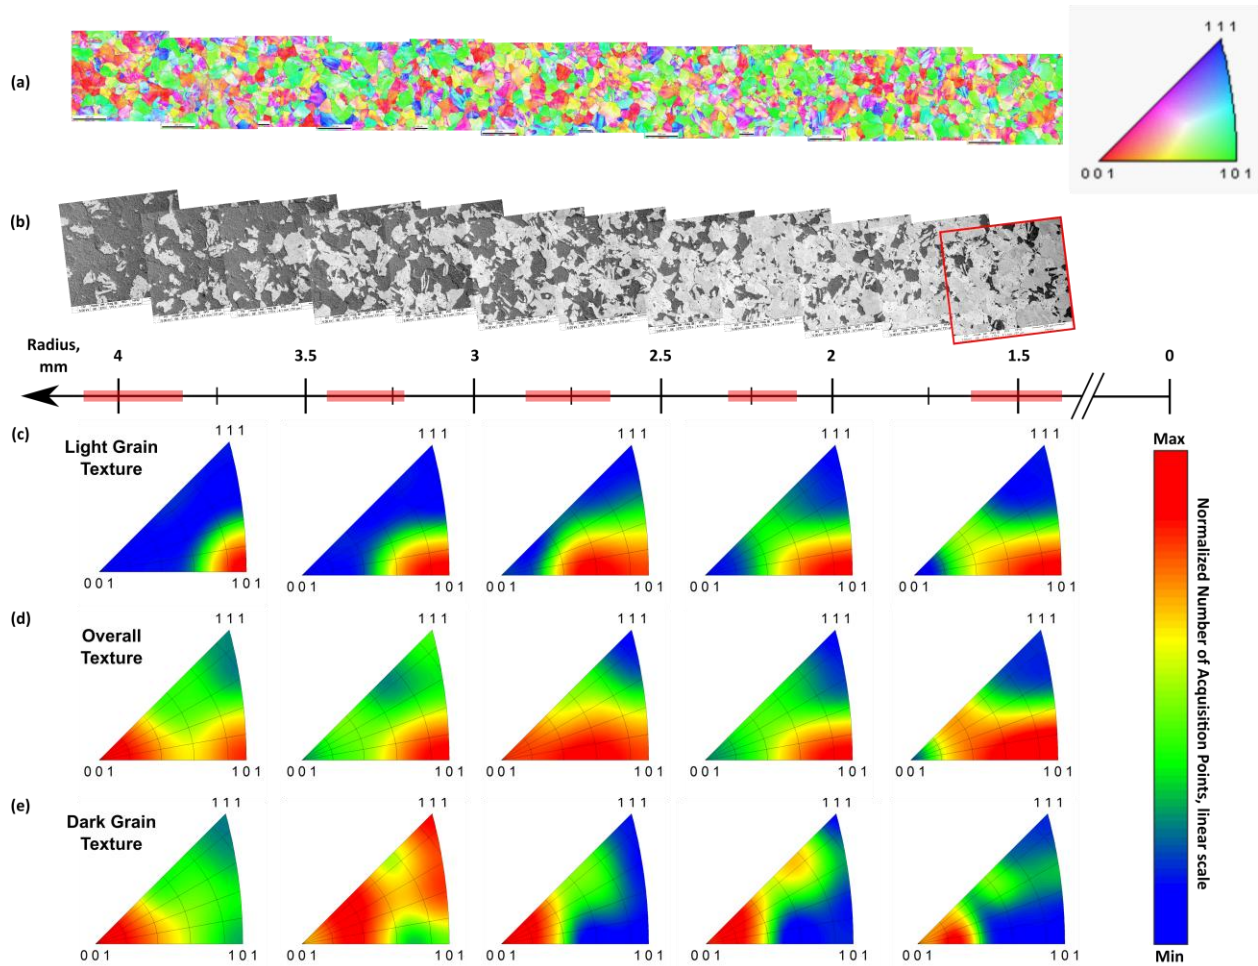 1 1 1
0 0 1
1 0 1
(a)
(b)
Radius,
mm
4
3.5
3
2.5
2
1.5
0
(c)
Light Grain
Texture
1 1 1
0 0 1
1 0 1
1 1 1
0 0 1
1 0 1
1 1 1
0 0 1
1 0 1
1 1 1
0 0 1
1 0 1
1 1 1
0 0 1
1 0 1
(d)
Overall
Texture
1 1 1
0 0 1
1 0 1
1 1 1
0 0 1
1 0 1
1 1 1
0 0 1
1 0 1
1 1 1
0 0 1
1 0 1
1 1 1
0 0 1
1 0 1
(e)
Dark Grain
Texture
1 1 1
0 0 1
1 0 1
1 1 1
0 0 1
1 0 1
1 1 1
0 0 1
1 0 1
1 1 1
0 0 1
1 0 1
1 1 1
0 0 1
1 0 1
Max
Normalized Number of Acquisition Points, linear scale
Min